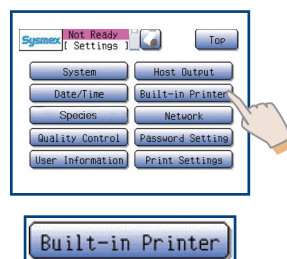 Sysmex Not Ready
[ Settings ]
Top
System Host Output
Date/Time Built-in Printer
Species Network
Quality Control Password Setting
User Information Print Settings
Built-in Printer